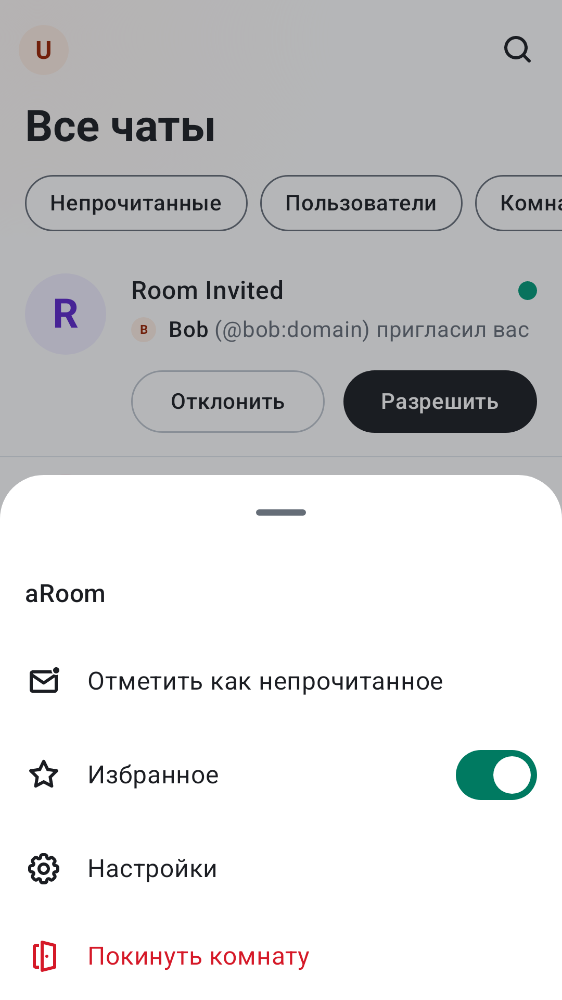 U
Все чаты
Непрочитанные Пользователи Комна
R
Room Invited
B Bob (@bob:domain) пригласил вас
Отклонить Разрешить
aRoom
Отметить как непрочитанное
Избранное
Настройки
Покинуть комнату